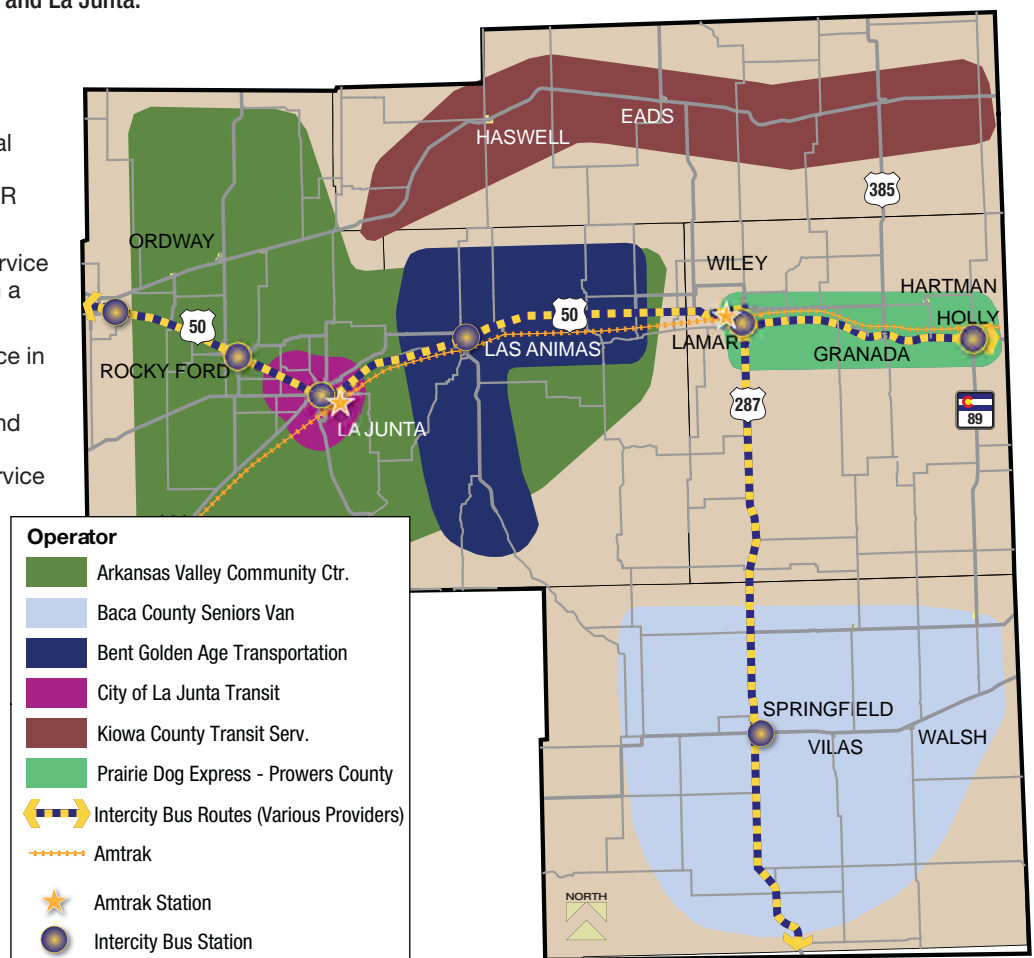 and La Junta.
al
R
rvice
a
ce in
nd
rvice
HASWELL
EADS
385
ORDWAY
WILEY
HARTMAN
50
50
HOLLY
LAS ANIMAS
LAMAR
GRANADA
ROCKY FORD
287
89
LA JUNTA
Operator
Arkansas Valley Community Ctr.
Baca County Seniors Van
Bent Golden Age Transportation
City of La Junta Transit
Kiowa County Transit Serv.
Prairie Dog Express - Prowers County
Intercity Bus Routes (Various Providers)
Amtrak
Amtrak Station
Intercity Bus Station
SPRINGFIELD
VILAS
WALSH
NORTH